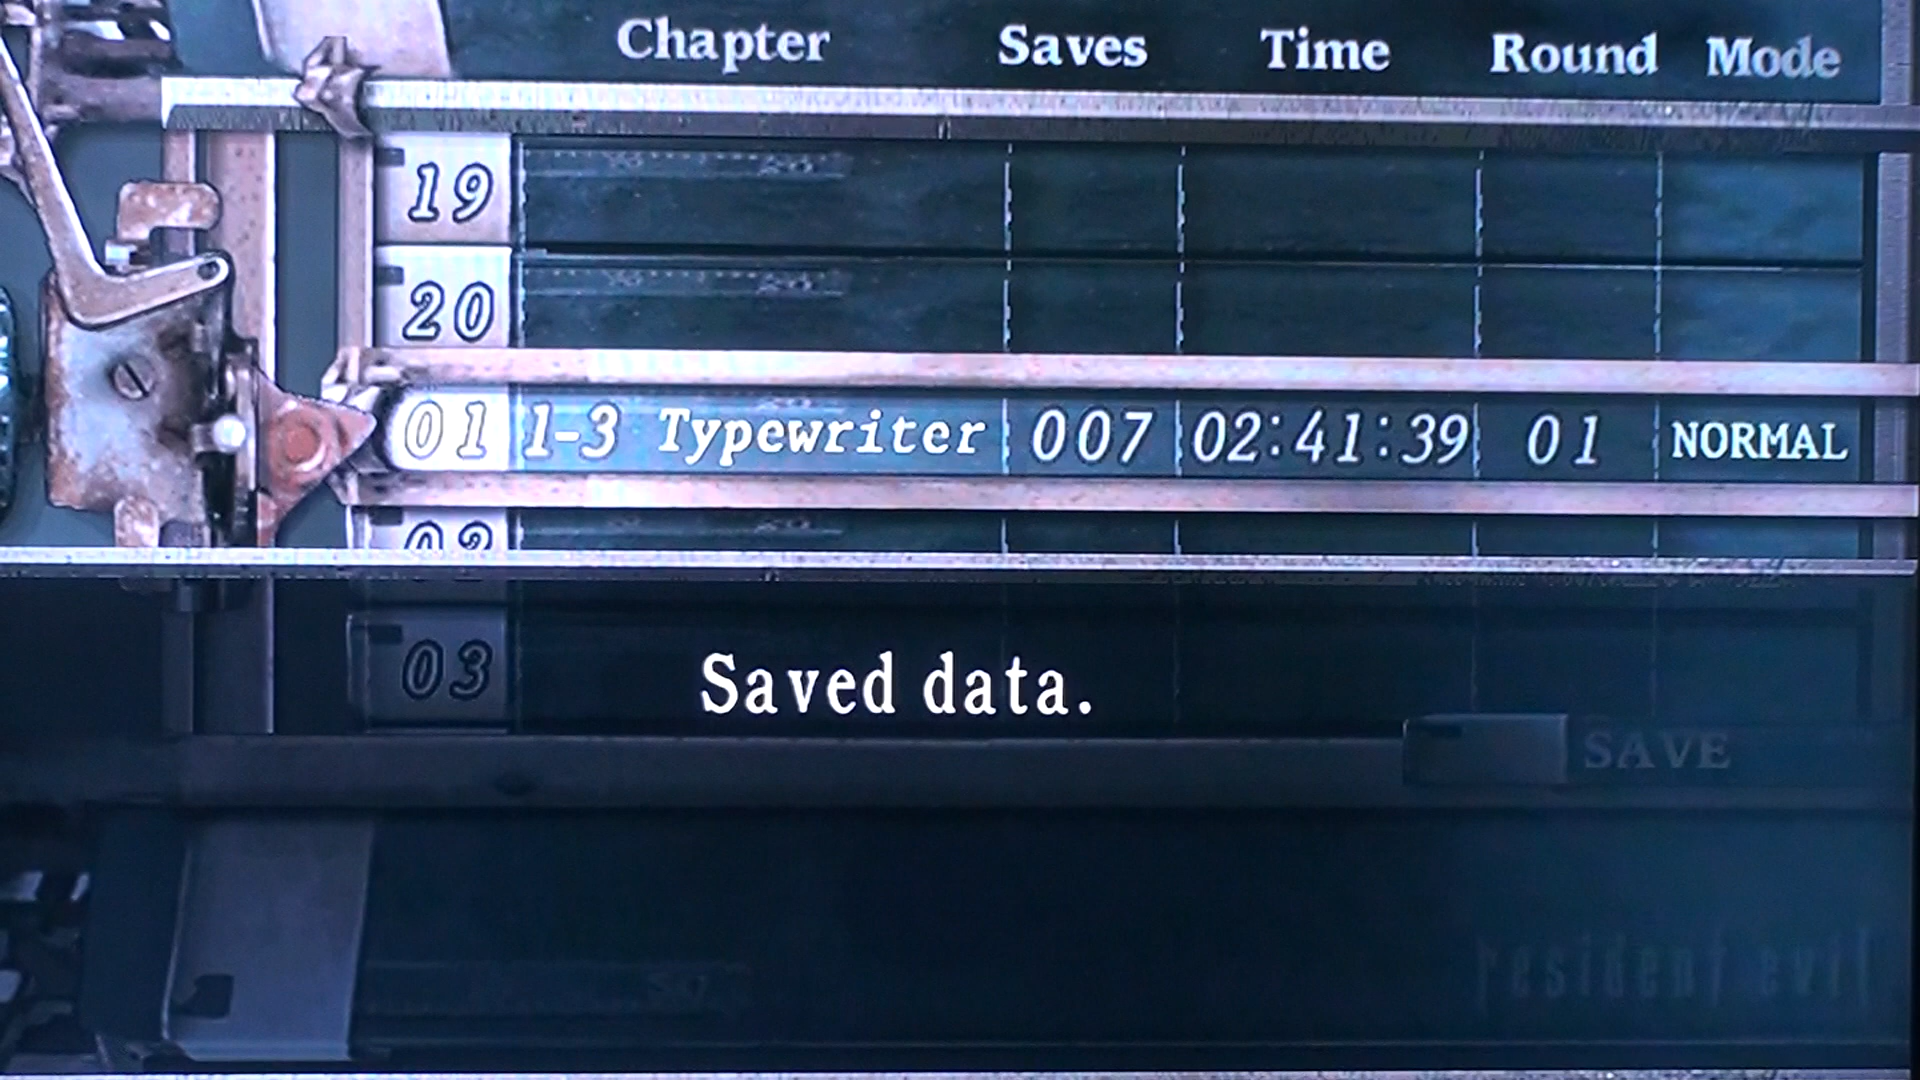 Chapter Saves Time Round Mode
19
20
01 1-3 Typewriter 007 02:41:39 01 NORMAL
02
03
Saved data.
SAVE
resident evil